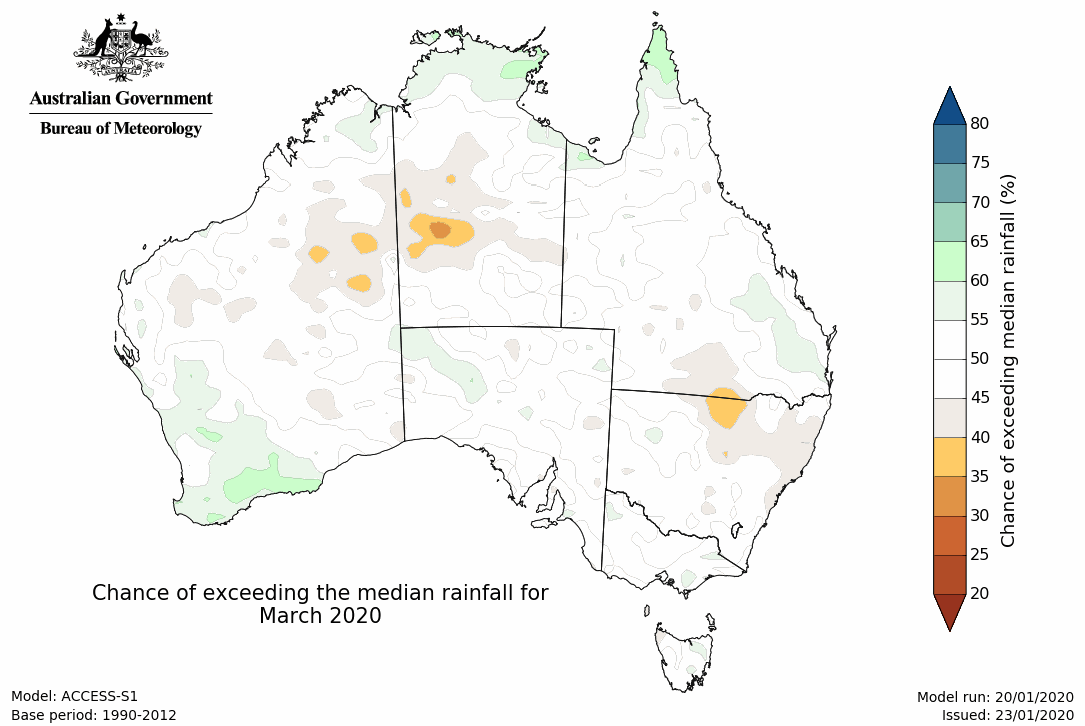 Australian Government
Bureau of Meteorology
80
75
70
65
60
55
50
45
40
35
30
25
20
Chance of exceeding median rainfall (%)
Chance of exceeding the median rainfall for
March 2020
Model: ACCESS-S1
Base period: 1990-2012
Model run: 20/01/2020
Issued: 23/01/2020